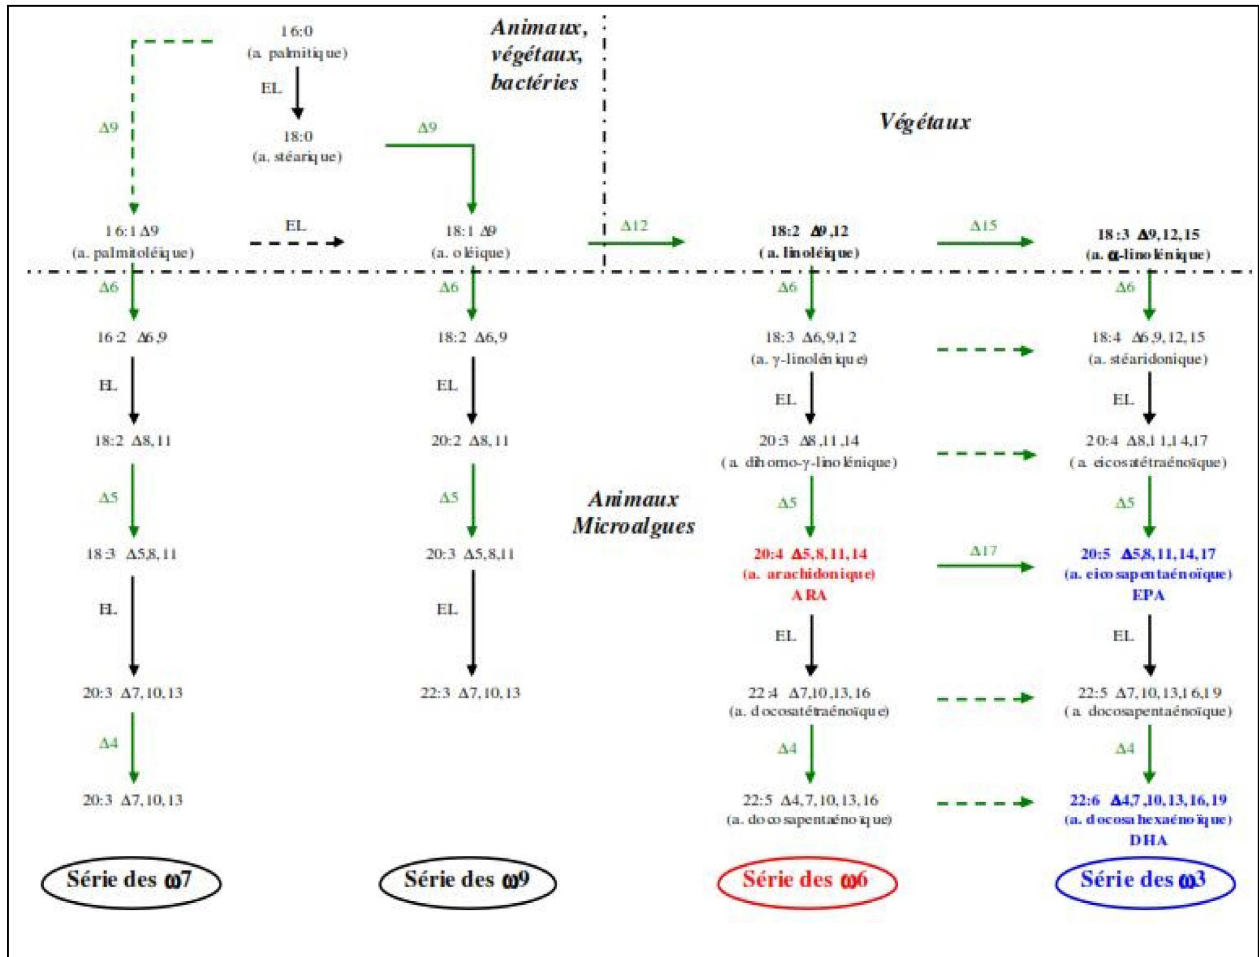 16:0
(a. palmitique)
EL
18:0
(a. stéarique)
Δ9
Δ9
Animaux,
végétaux,
bactéries
Végétaux
16:1 Δ9
(a. palmitoléique)
EL
18:1 Δ9
(a. oléique)
Δ12
18:2 Δ9,12
(a. linoléique)
Δ15
18:3 Δ9,12,15
(a. α-linolénique)
Δ6
Δ6
Δ6
Δ6
16:2 Δ6,9
18:2 Δ6,9
18:3 Δ6,9,12
(a. γ-linolénique)
18:4 Δ6,9,12,15
(a. stéaridonique)
EL
EL
EL
EL
18:2 Δ8,11
20:2 Δ8,11
20:3 Δ8,11,14
(a. dihomo-γ-linolénique)
20:4 Δ8,11,14,17
(a. eicosatétraénoïque)
Δ5
Δ5
Animaux
Microalgues
Δ5
Δ5
18:3 Δ5,8,11
20:3 Δ5,8,11
20:4 Δ5,8,11,14
(a. arachidonique)
ARA
Δ17
20:5 Δ5,8,11,14,17
(a. eicosapentaénoïque)
EPA
EL
EL
EL
EL
20:3 Δ7,10,13
22:3 Δ7,10,13
22:4 Δ7,10,13,16
(a. docosatétraénoïque)
22:5 Δ7,10,13,16,19
(a. docosapentaénoïque)
Δ4
Δ4
Δ4
20:3 Δ7,10,13
22:5 Δ4,7,10,13,16
(a. docosapentaénoïque)
22:6 Δ4,7,10,13,16,19
(a. docosahexaénoïque)
DHA
Série des ω7
Série des ω9
Série des ω6
Série des ω3